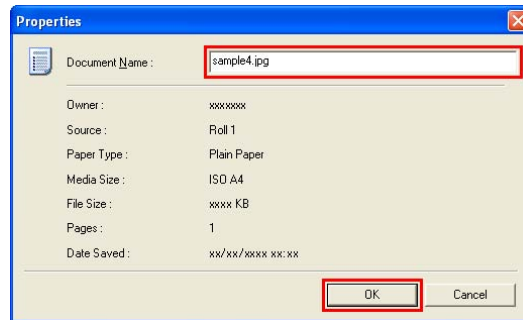 Properties
Document Name : sample4.jpg
Owner : xxxxxxx
Source : Roll 1
Paper Type : Plain Paper
Media Size : ISO A4
File Size : xxxx KB
Pages : 1
Date Saved : xx/xx/xxxx xx:xx
OK Cancel